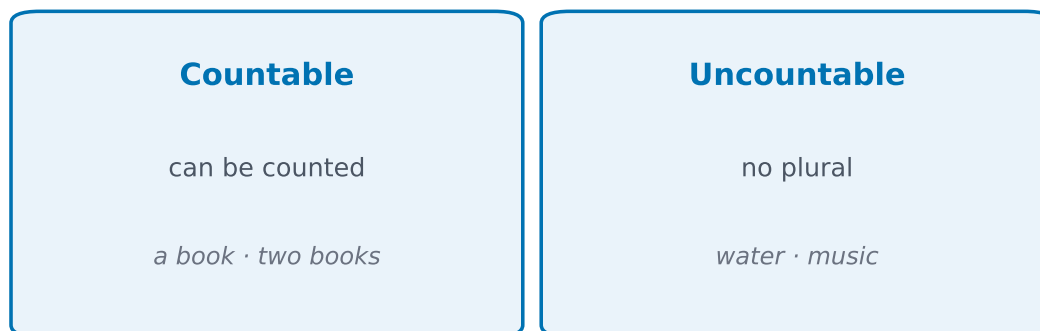 Countable
can be counted
a book · two books
Uncountable
no plural
water · music